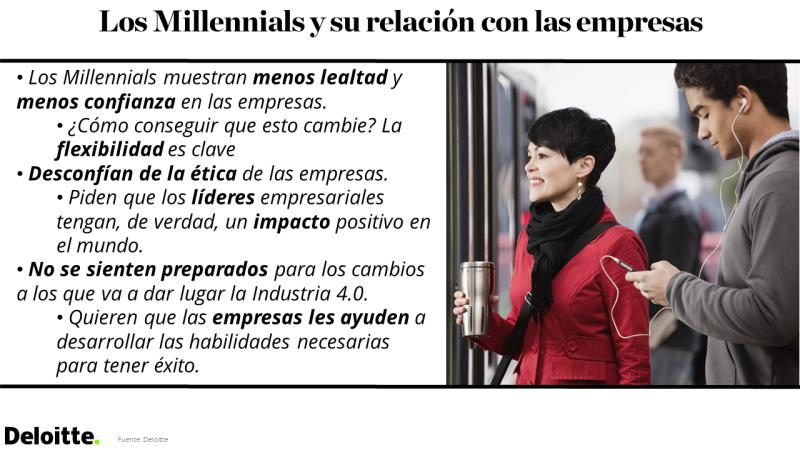 Los Millennials y su relación con las empresas
• Los Millennials muestran menos lealtad y
menos confianza en las empresas.
• ¿Cómo conseguir que esto cambie? La
flexibilidad es clave
• Desconfían de la ética de las empresas.
• Piden que los líderes empresariales
tengan, de verdad, un impacto positivo en
el mundo.
• No se sienten preparados para los cambios
a los que va a dar lugar la Industria 4.0.
• Quieren que las empresas les ayuden a
desarrollar las habilidades necesarias
para tener éxito.
Deloitte.
Fuente: Deloitte